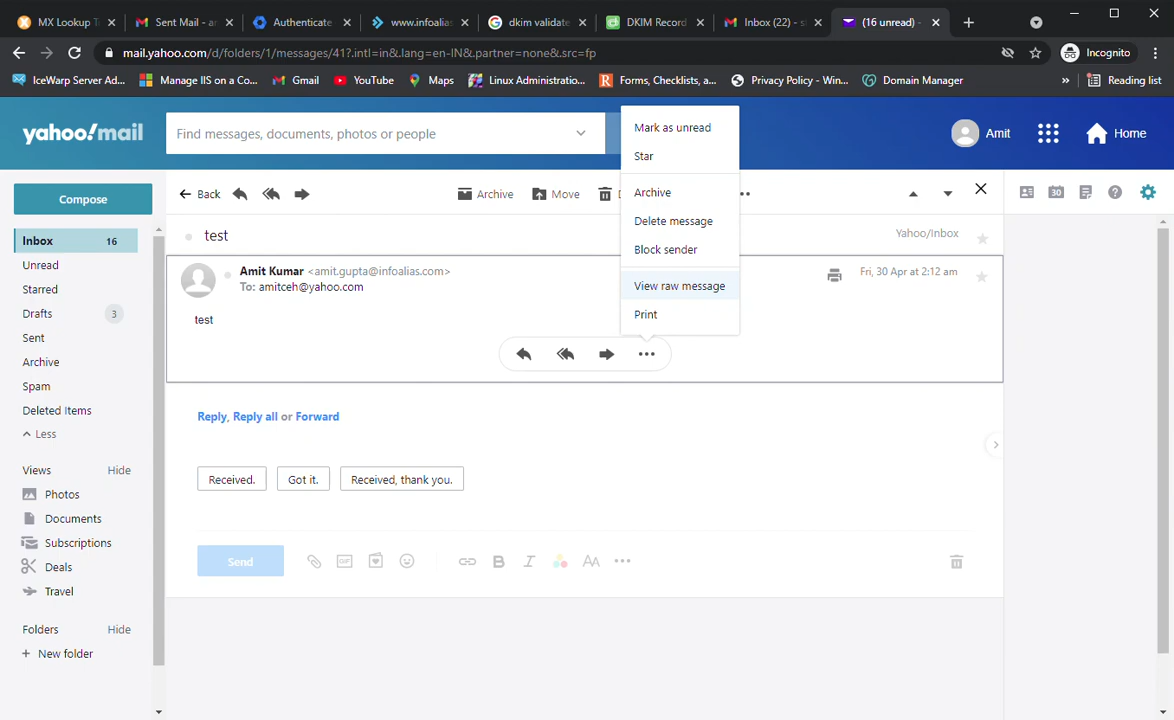 MX Lookup T
Sent Mail - ar
Authenticate
www.infoalias
dkim validate
DKIM Record
Inbox (22) - s
(16 unread) -
mail.yahoo.com/d/folders/1/messages/41?.intl=in&.lang=en-IN&.partner=none&.src=fp
Incognito
IceWarp Server Ad...
Manage IIS on a Co...
Gmail
YouTube
Maps
Linux Administratio...
Forms, Checklists, a...
Privacy Policy - Win...
Domain Manager
»
Reading list
yahoo!mail
Find messages, documents, photos or people
Amit
Home
Compose
Inbox 16
Unread
Starred
Drafts 3
Sent
Archive
Spam
Deleted Items
Less
Views Hide
Photos
Documents
Subscriptions
Deals
Travel
Folders Hide
+ New folder
Back
Archive
Move
test
Yahoo/Inbox
Amit Kumar <amit.gupta@infoalias.com>
To: amitceh@yahoo.com
Fri, 30 Apr at 2:12 am
test
Mark as unread
Star
Archive
Delete message
Block sender
View raw message
Print
Reply, Reply all or Forward
Received.
Got it.
Received, thank you.
Send
GIF
B
I
AA
30